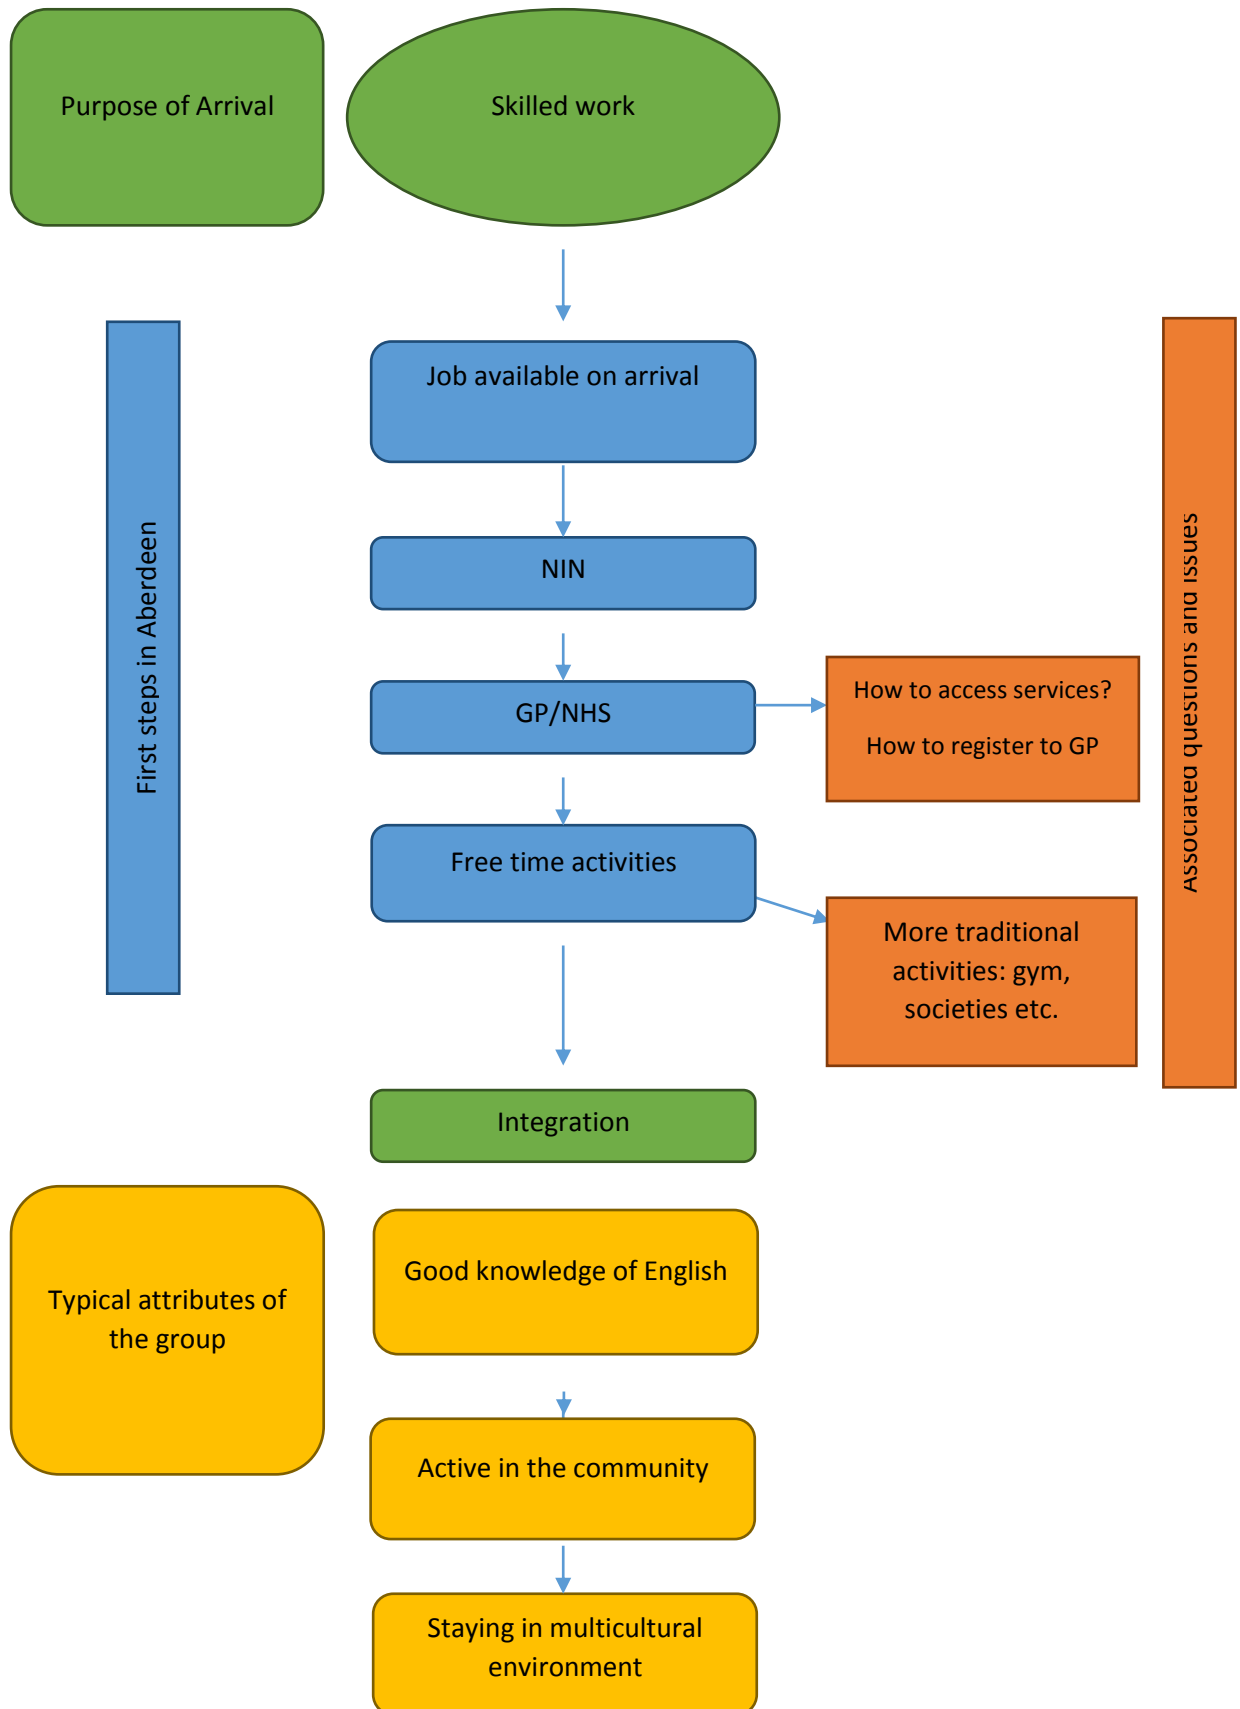 Purpose of Arrival
Skilled work
Job available on arrival
First steps in Aberdeen
Associated questions and issues
NIN
GP/NHS
How to access services?
How to register to GP
Free time activities
More traditional
activities: gym,
societies etc.
Integration
Typical attributes of
the group
Good knowledge of English
Active in the community
Staying in multicultural
environment